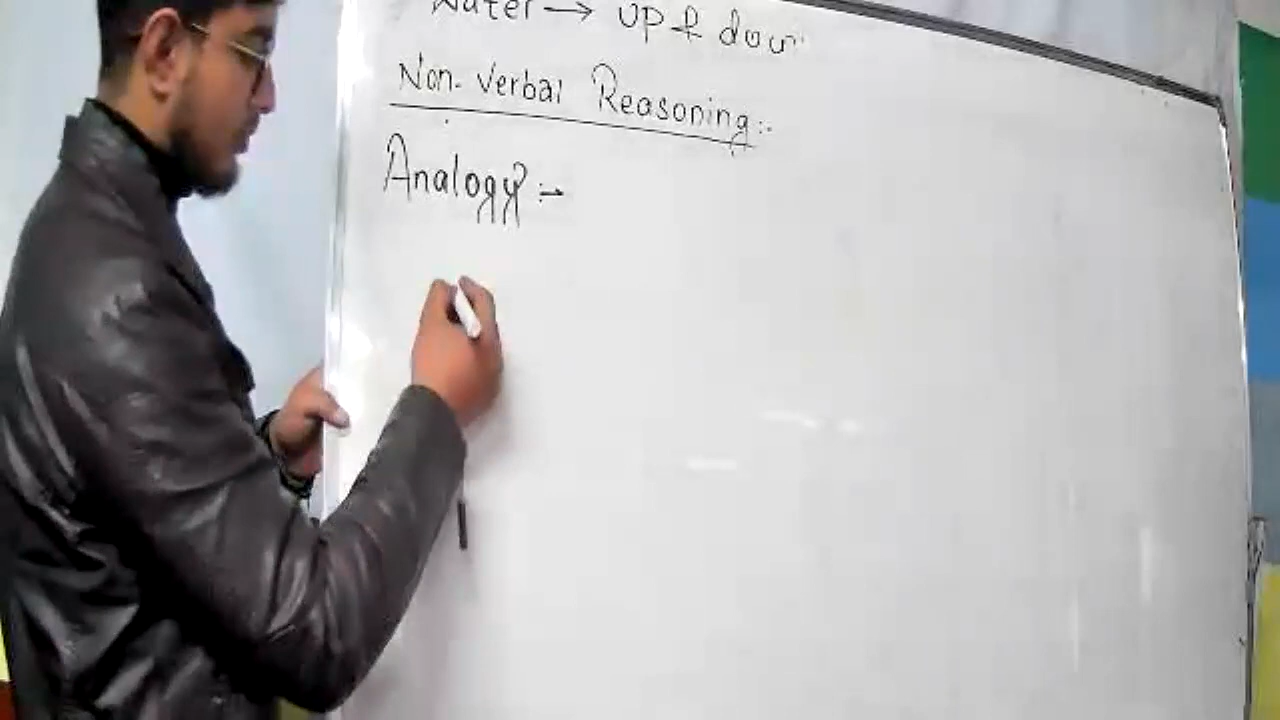 Water → UP & down
Non-Verbal Reasoning:-
Analogy:-